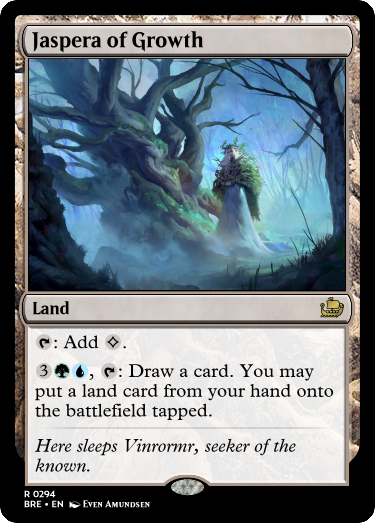 Jaspera of Growth
Land
: Add .
3, : Draw a card. You may
put a land card from your hand onto
the battlefield tapped.
Here sleeps Vinrormr, seeker of the
known.
R 0294
BRE • EN Even Amundsen